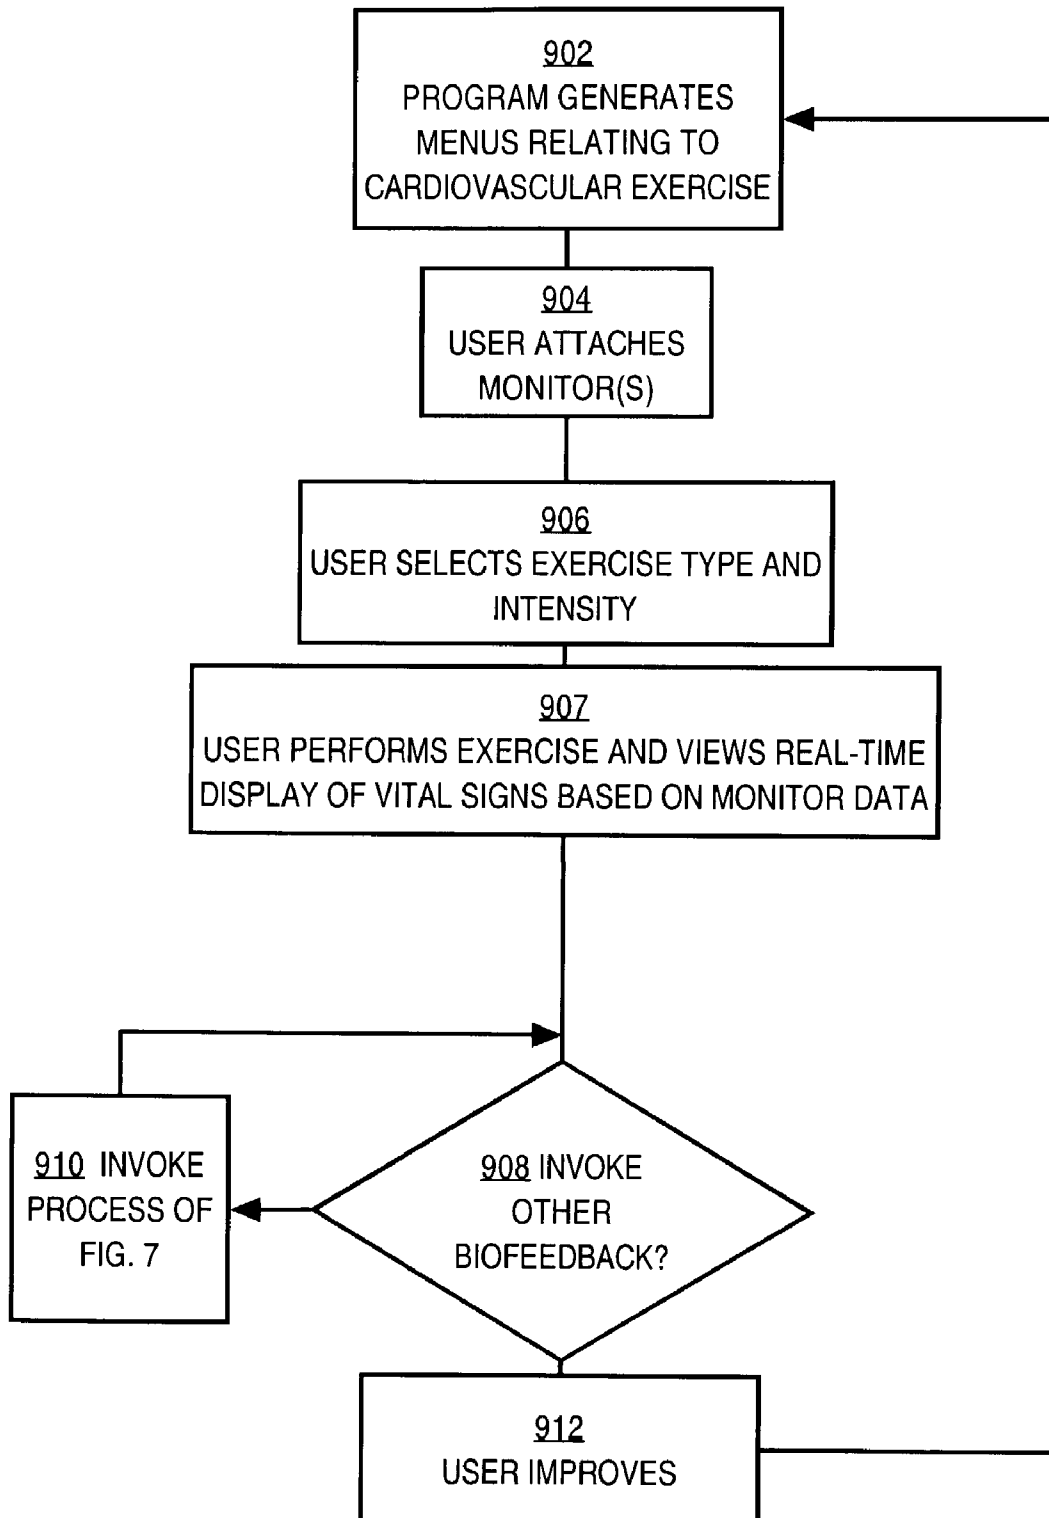 902
PROGRAM GENERATES
MENUS RELATING TO
CARDIOVASCULAR EXERCISE
904
USER ATTACHES
MONITOR(S)
906
USER SELECTS EXERCISE TYPE AND
INTENSITY
907
USER PERFORMS EXERCISE AND VIEWS REAL-TIME
DISPLAY OF VITAL SIGNS BASED ON MONITOR DATA
910 INVOKE
PROCESS OF
FIG. 7
908 INVOKE
OTHER
BIOFEEDBACK?
912
USER IMPROVES